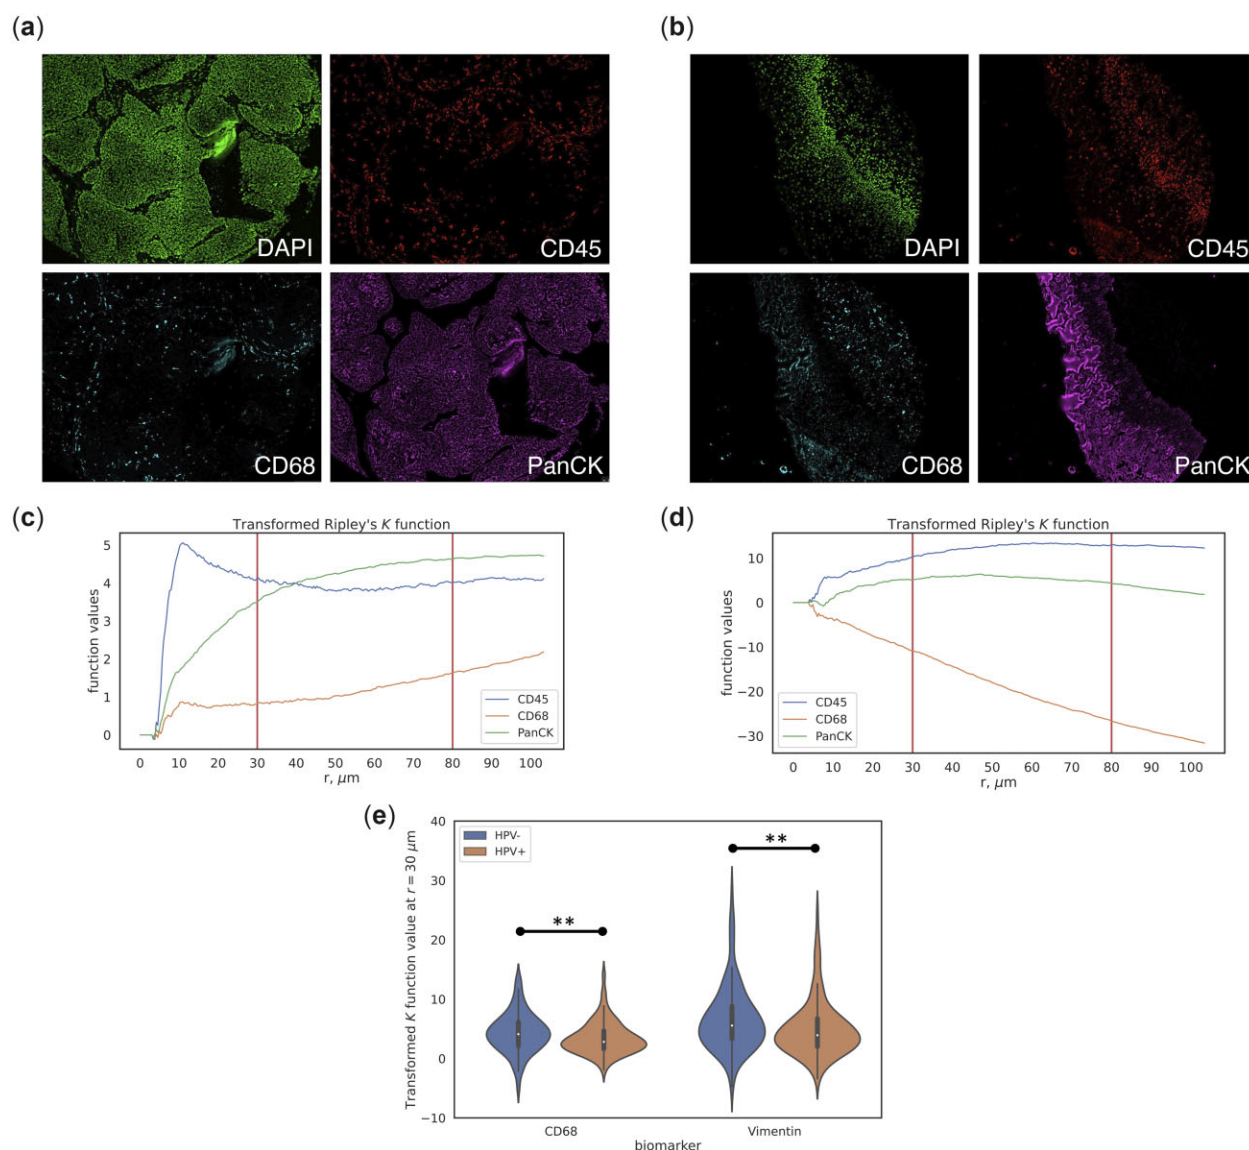 (a)
(b)
DAPI
CD45
DAPI
CD45
CD68
PanCK
CD68
PanCK
(c)
(d)
Transformed Ripley's K function
function values
5
4
3
2
1
0
CD45
CD68
PanCK
0 10 20 30 40 50 60 70 80 90 100
r, μm
Transformed Ripley's K function
function values
10
0
−10
−20
−30
CD45
CD68
PanCK
0 10 20 30 40 50 60 70 80 90 100
r, μm
(e)
Transformed K function value at r = 30 μm
40
30
20
10
0
−10
HPV-
HPV+
**
**
CD68
Vimentin
biomarker